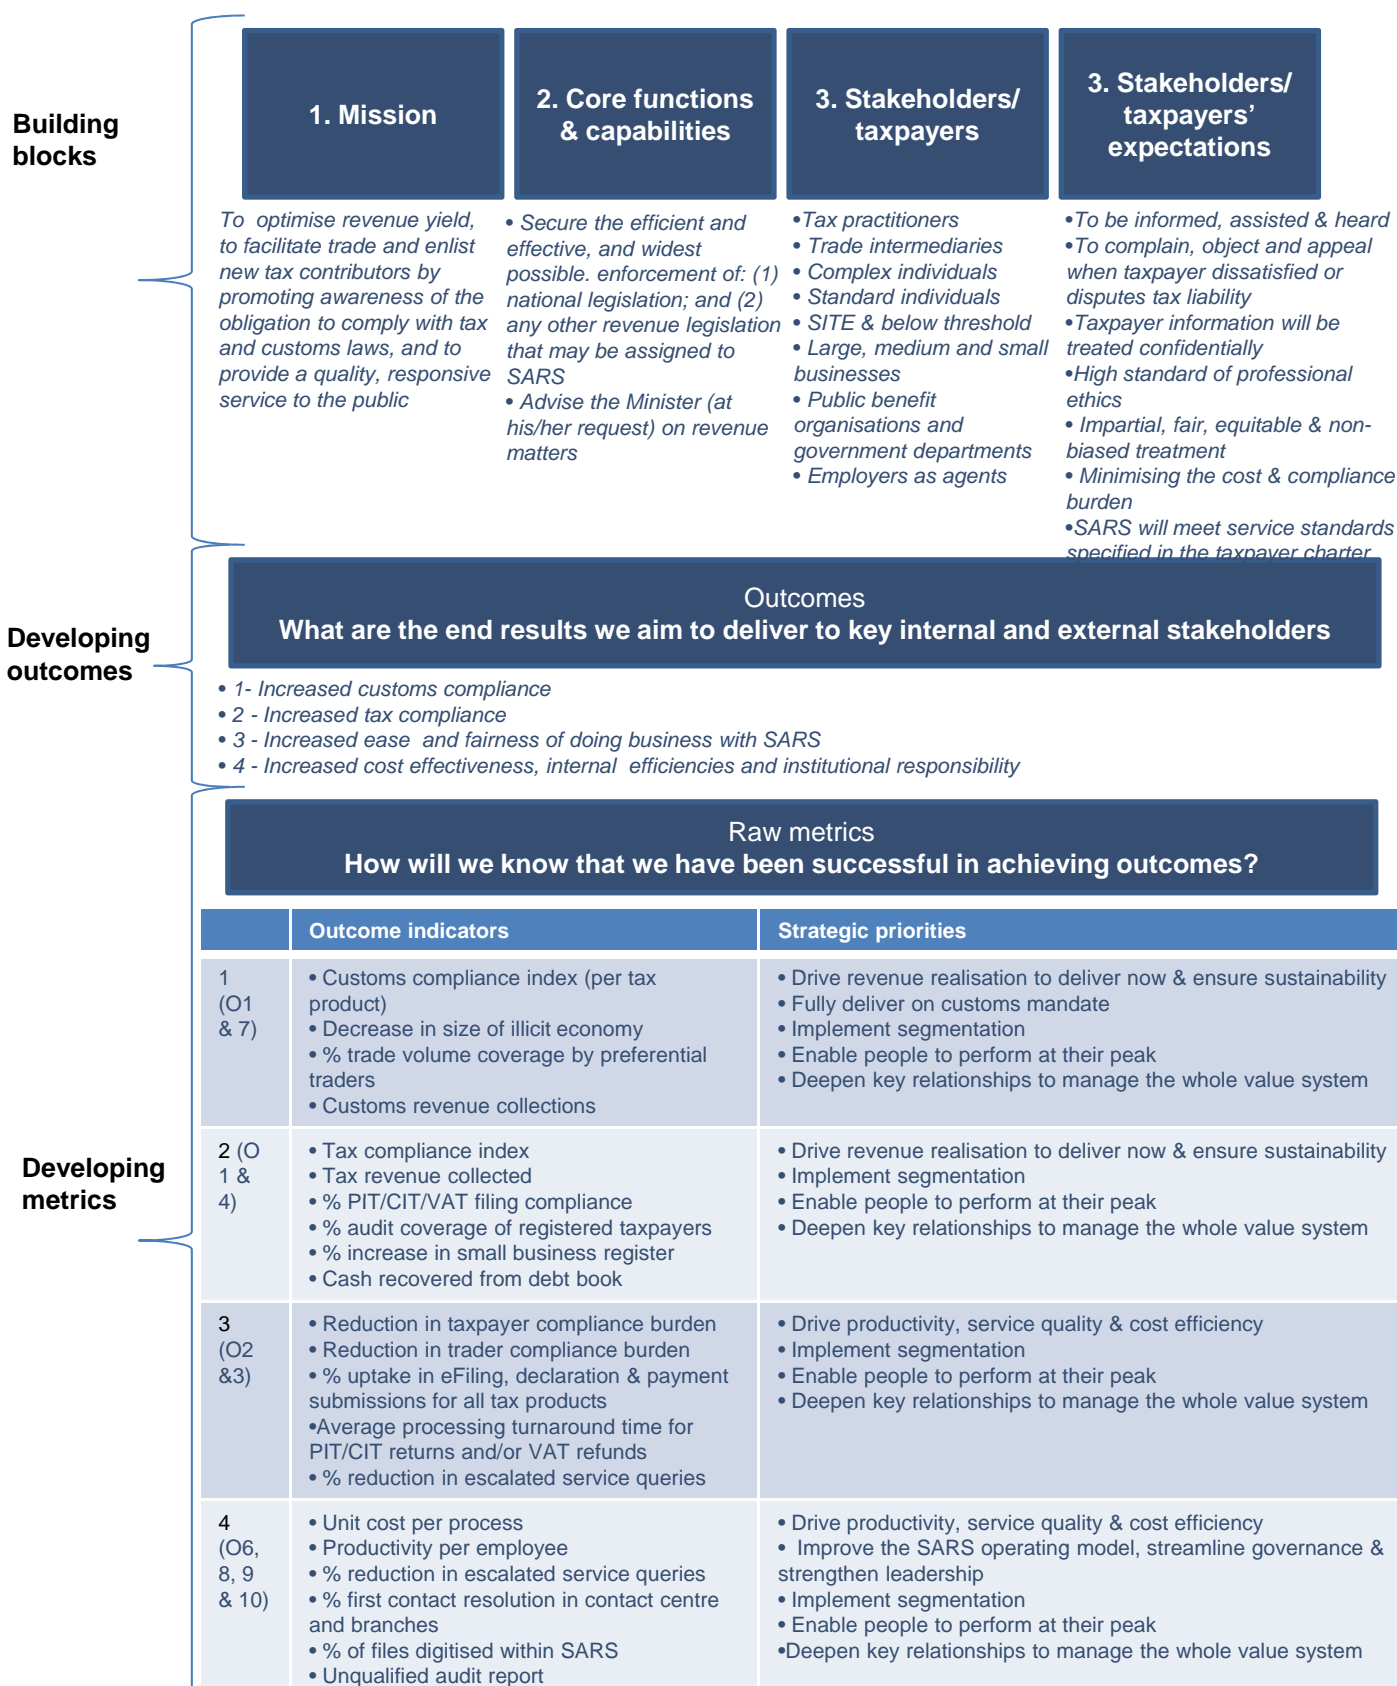 Building
blocks
1. Mission
2. Core functions
& capabilities
3. Stakeholders/
taxpayers
3. Stakeholders/
taxpayers’
expectations
To  optimise revenue yield,
to facilitate trade and enlist
new tax contributors by
promoting awareness of the
obligation to comply with tax
and customs laws, and to
provide a quality, responsive
service to the public
• Secure the efficient and
effective, and widest
possible. enforcement of: (1)
national legislation; and (2)
any other revenue legislation
that may be assigned to
SARS
• Advise the Minister (at
his/her request) on revenue
matters
•Tax practitioners
• Trade intermediaries
• Complex individuals
• Standard individuals
• SITE & below threshold
• Large, medium and small
businesses
• Public benefit
organisations and
government departments
• Employers as agents
•To be informed, assisted & heard
•To complain, object and appeal
when taxpayer dissatisfied or
disputes tax liability
•Taxpayer information will be
treated confidentially
•High standard of professional
ethics
• Impartial, fair, equitable & non-
biased treatment
• Minimising the cost & compliance
burden
•SARS will meet service standards
specified in the taxpayer charter
Developing
outcomes
Outcomes
What are the end results we aim to deliver to key internal and external stakeholders
• 1- Increased customs compliance
• 2 - Increased tax compliance
• 3 - Increased ease  and fairness of doing business with SARS
• 4 - Increased cost effectiveness, internal  efficiencies and institutional responsibility
Raw metrics
How will we know that we have been successful in achieving outcomes?
Developing
metrics
Outcome indicators
Strategic priorities
1
(O1
& 7)
• Customs compliance index (per tax
product)
• Decrease in size of illicit economy
• % trade volume coverage by preferential
traders
• Customs revenue collections
• Drive revenue realisation to deliver now & ensure sustainability
• Fully deliver on customs mandate
• Implement segmentation
• Enable people to perform at their peak
• Deepen key relationships to manage the whole value system
2 (O
1 &
4)
• Tax compliance index
• Tax revenue collected
• % PIT/CIT/VAT filing compliance
• % audit coverage of registered taxpayers
• % increase in small business register
• Cash recovered from debt book
• Drive revenue realisation to deliver now & ensure sustainability
• Implement segmentation
• Enable people to perform at their peak
• Deepen key relationships to manage the whole value system
3
(O2
&3)
• Reduction in taxpayer compliance burden
• Reduction in trader compliance burden
• % uptake in eFiling, declaration & payment
submissions for all tax products
•Average processing turnaround time for
PIT/CIT returns and/or VAT refunds
• % reduction in escalated service queries
• Drive productivity, service quality & cost efficiency
• Implement segmentation
• Enable people to perform at their peak
• Deepen key relationships to manage the whole value system
4
(O6,
8, 9
& 10)
• Unit cost per process
• Productivity per employee
• % reduction in escalated service queries
• % first contact resolution in contact centre
and branches
• % of files digitised within SARS
• Unqualified audit report
• Drive productivity, service quality & cost efficiency
•  Improve the SARS operating model, streamline governance &
strengthen leadership
• Implement segmentation
• Enable people to perform at their peak
•Deepen key relationships to manage the whole value system